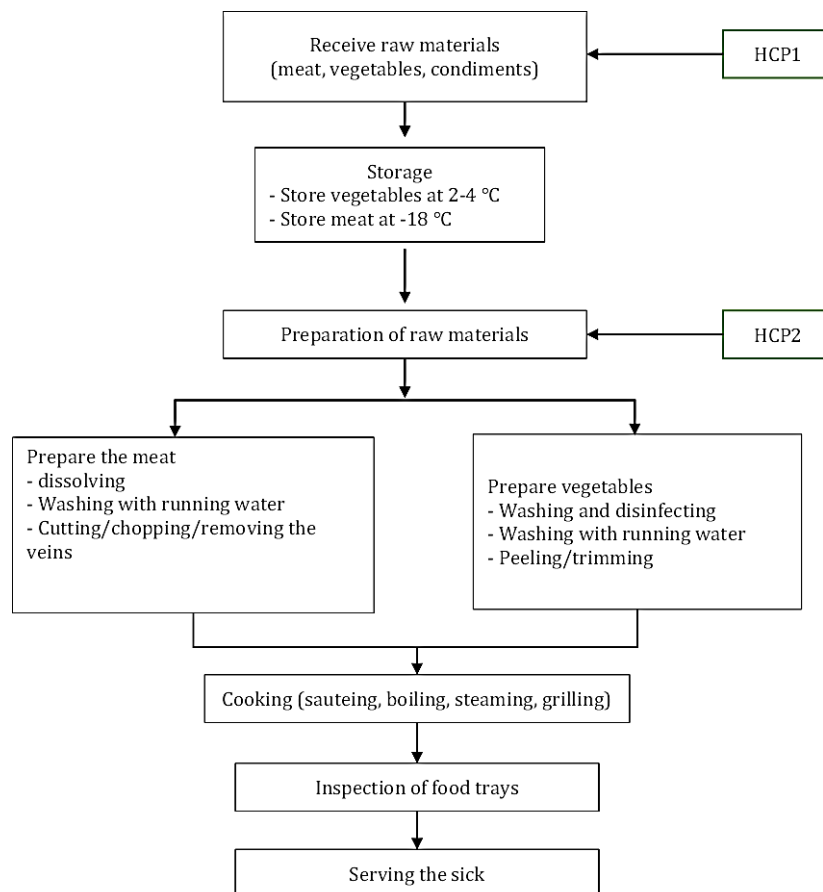 Receive raw materials
(meat, vegetables, condiments)
HCP1
Storage
- Store vegetables at 2-4 °C
- Store meat at -18 °C
Preparation of raw materials
HCP2
Prepare the meat
- dissolving
- Washing with running water
- Cutting/chopping/removing the
veins
Prepare vegetables
- Washing and disinfecting
- Washing with running water
- Peeling/trimming
Cooking (sauteing, boiling, steaming, grilling)
Inspection of food trays
Serving the sick